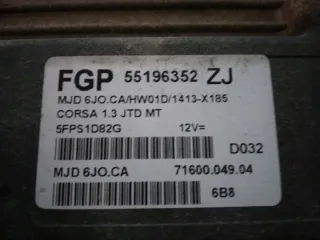 FGP 55196352 ZJ
MJD 6JO.CA/HW01D/1413-X185
CORSA 1.3 JTD MT
5FPS1D82G 12V=
D032
MJD 6JO.CA 71600.049.04
6B8